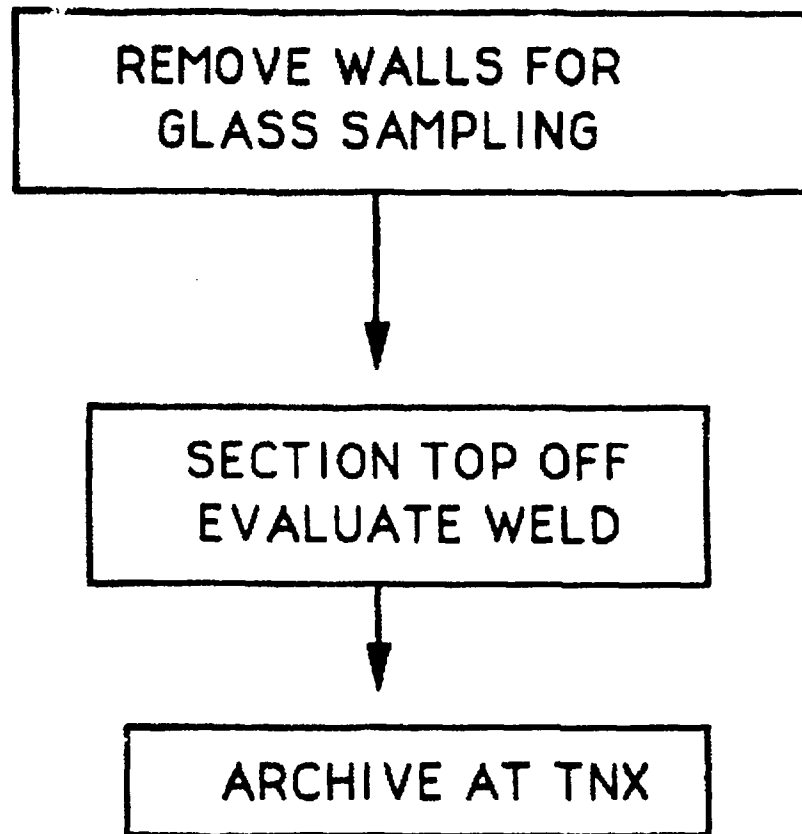 REMOVE WALLS FOR
GLASS SAMPLING
SECTION TOP OFF
EVALUATE WELD
ARCHIVE AT TNX